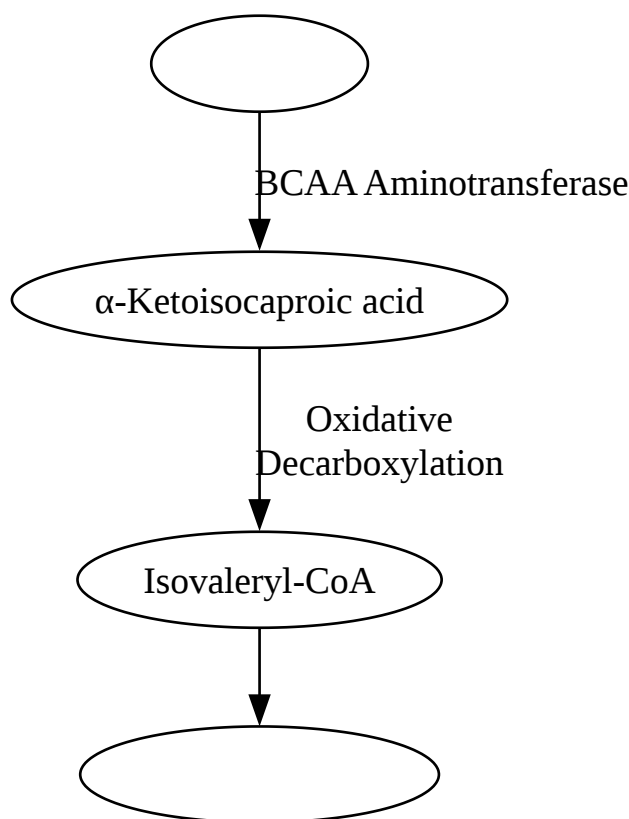 BCAA Aminotransferase
α-Ketoisocaproic acid
Oxidative
Decarboxylation
Isovaleryl-CoA